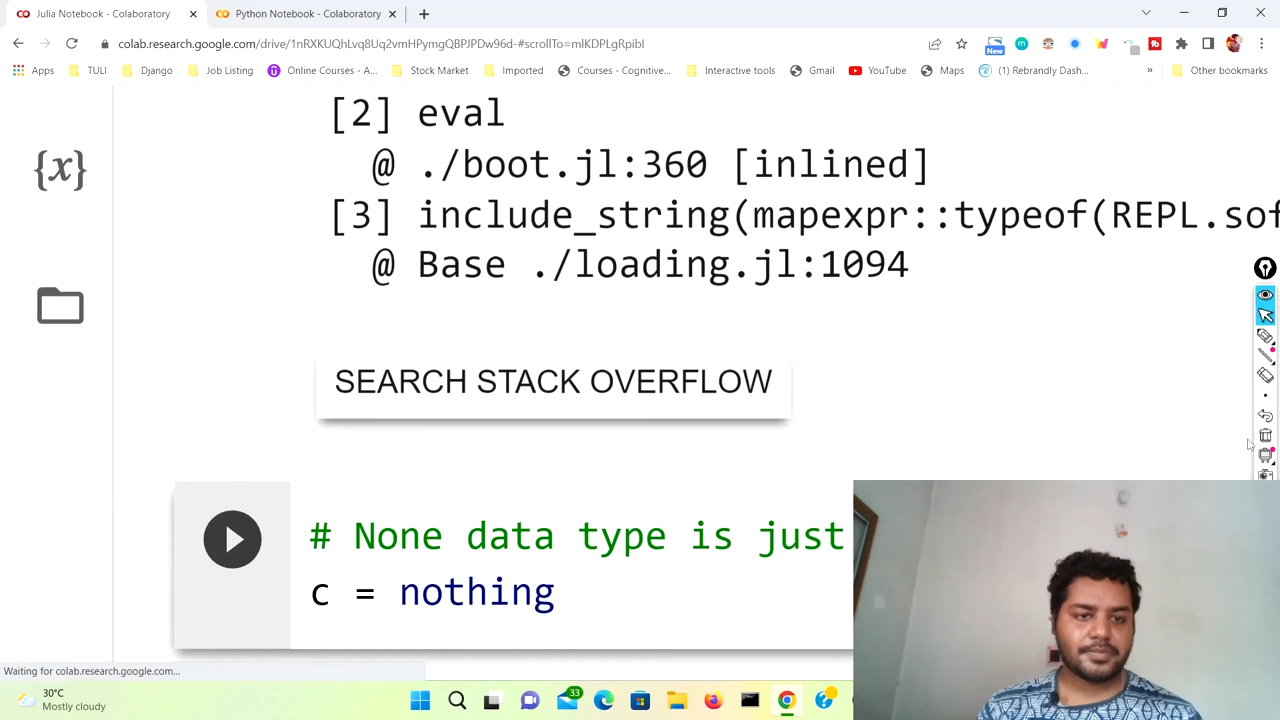 Julia Notebook - Colaboratory
Python Notebook - Colaboratory
colab.research.google.com/drive/
#scrollTo=mlKDPLgRpibI
Apps
TULI
Django
Job Listing
Online Courses - A...
Stock Market
Imported
Courses - Cognitive...
Interactive tools
Gmail
YouTube
Maps
(1) Rebrandly Dash...
»
Other bookmarks
New
{x}
[2] eval
@ ./boot.jl:360 [inlined]
[3] include_string(mapexpr::typeof(REPL.sof
@ Base ./loading.jl:1094
SEARCH STACK OVERFLOW
# None data type is just
c = nothing
Waiting for colab.research.google.com...
30°C
Mostly cloudy
33